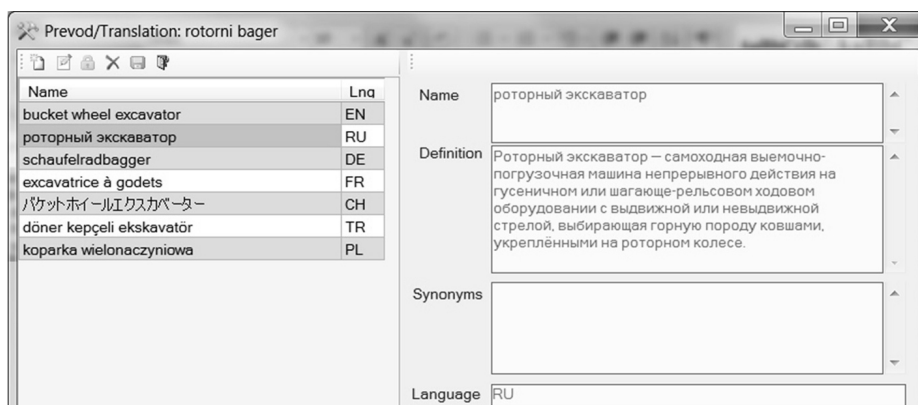 Prevod/Translation: rotorni bager
Name Lng
bucket wheel excavator EN
роторный экскаватор RU
schaufelradbagger DE
excavatrice à godets FR
バケットホイールエクスカベーター CH
döner kepçeli ekskavatör TR
koparka wielonaczyniowa PL
Name роторный экскаватор
Definition Роторный экскаватор — самоходная выемочно-
погрузочная машина непрерывного действия на
гусеничном или шагающе-рельсовом ходовом
оборудовании с выдвижной или невыдвижной
стрелой, выбирающая горную породу ковшами,
укреплёнными на роторном колесе.
Synonyms
Language RU